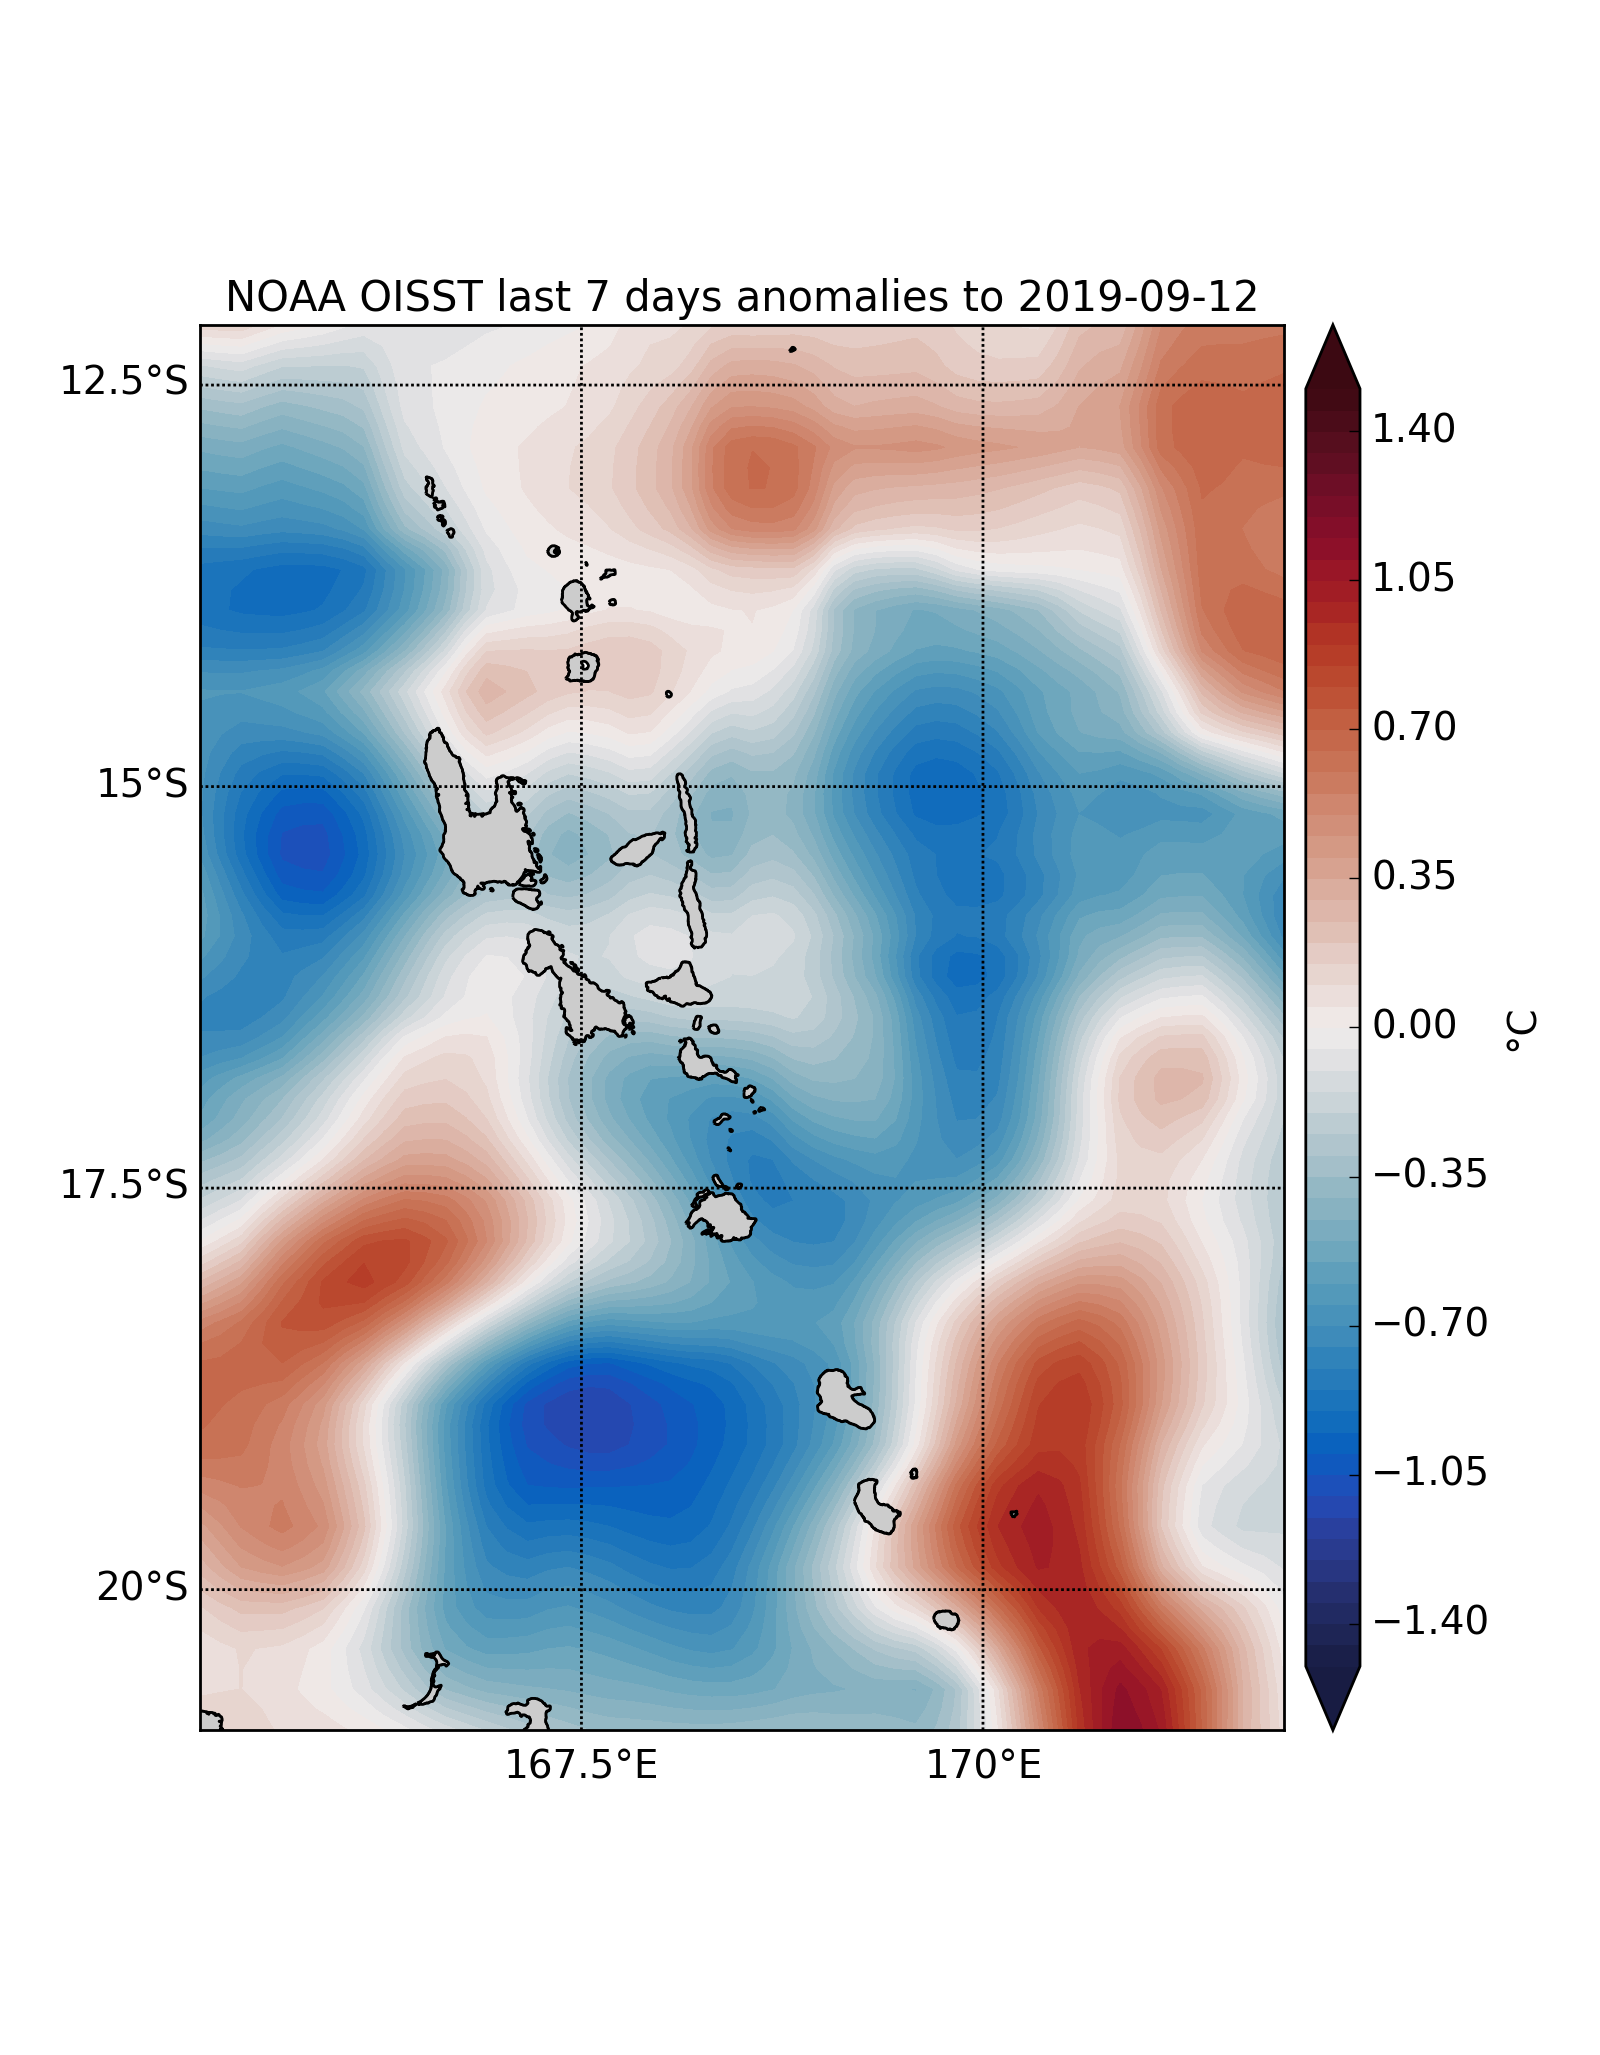 NOAA OISST last 7 days anomalies to 2019-09-12
12.5°S
15°S
17.5°S
20°S
167.5°E
170°E
1.40
1.05
0.70
0.35
0.00
−0.35
−0.70
−1.05
−1.40
°C